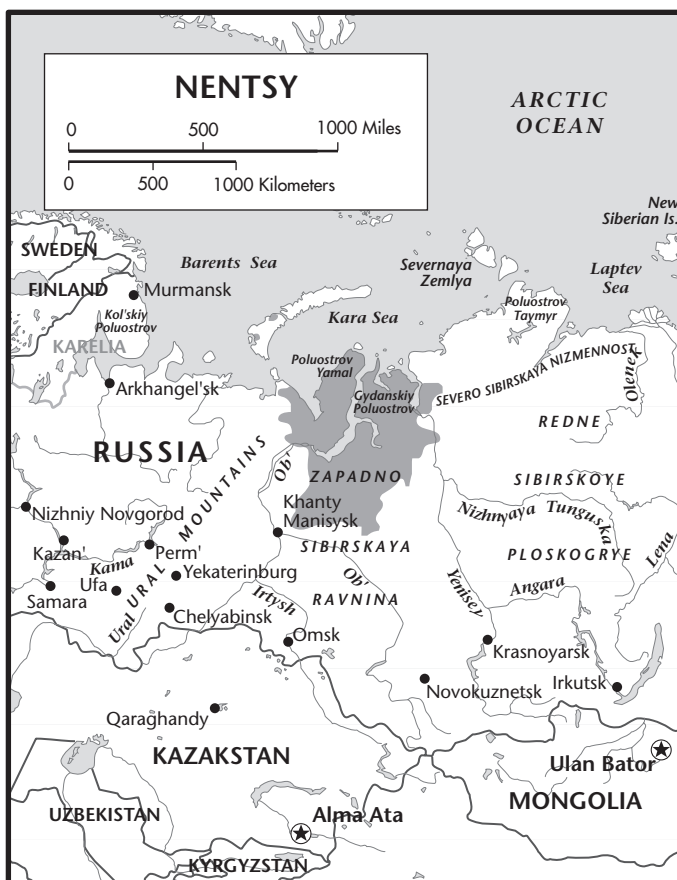 NENTSY
0 500 1000 Miles
0 500 1000 Kilometers
ARCTIC
OCEAN
New
Siberian Is.
SWEDEN
Barents Sea
Severnaya
Zemlya
Laptev
Sea
FINLAND
Murmansk
Kol'skiy
Poluostrov
Kara Sea
Poluostrov
Taymyr
KARELIA
Poluostrov
Yamal
SEVERO SIBIRSKAYA NIZMENNOST
Olenek
Arkhangel'sk
Gydanskiy
Poluostrov
REDNE
RUSSIA
Ob'
ZAPADNO
SIBIRSKOYE
URAL MOUNTAINS
Khanty
Manisysk
Nizhnyaya Tunguska
Nizhniy Novgorod
Kazan'
Perm'
SIBIRSKAYA
PLOSKOGRYE
Lena
Kama
Ufa
Yekaterinburg
Ob'
Yenisey
Angara
Samara
Ural
Irtysh
RAVNINA
Chelyabinsk
Omsk
Krasnoyarsk
Novokuznetsk
Irkutsk
Qaraghandy
KAZAKSTAN
Ulan Bator
UZBEKISTAN
Alma Ata
MONGOLIA
KYRGYZSTAN